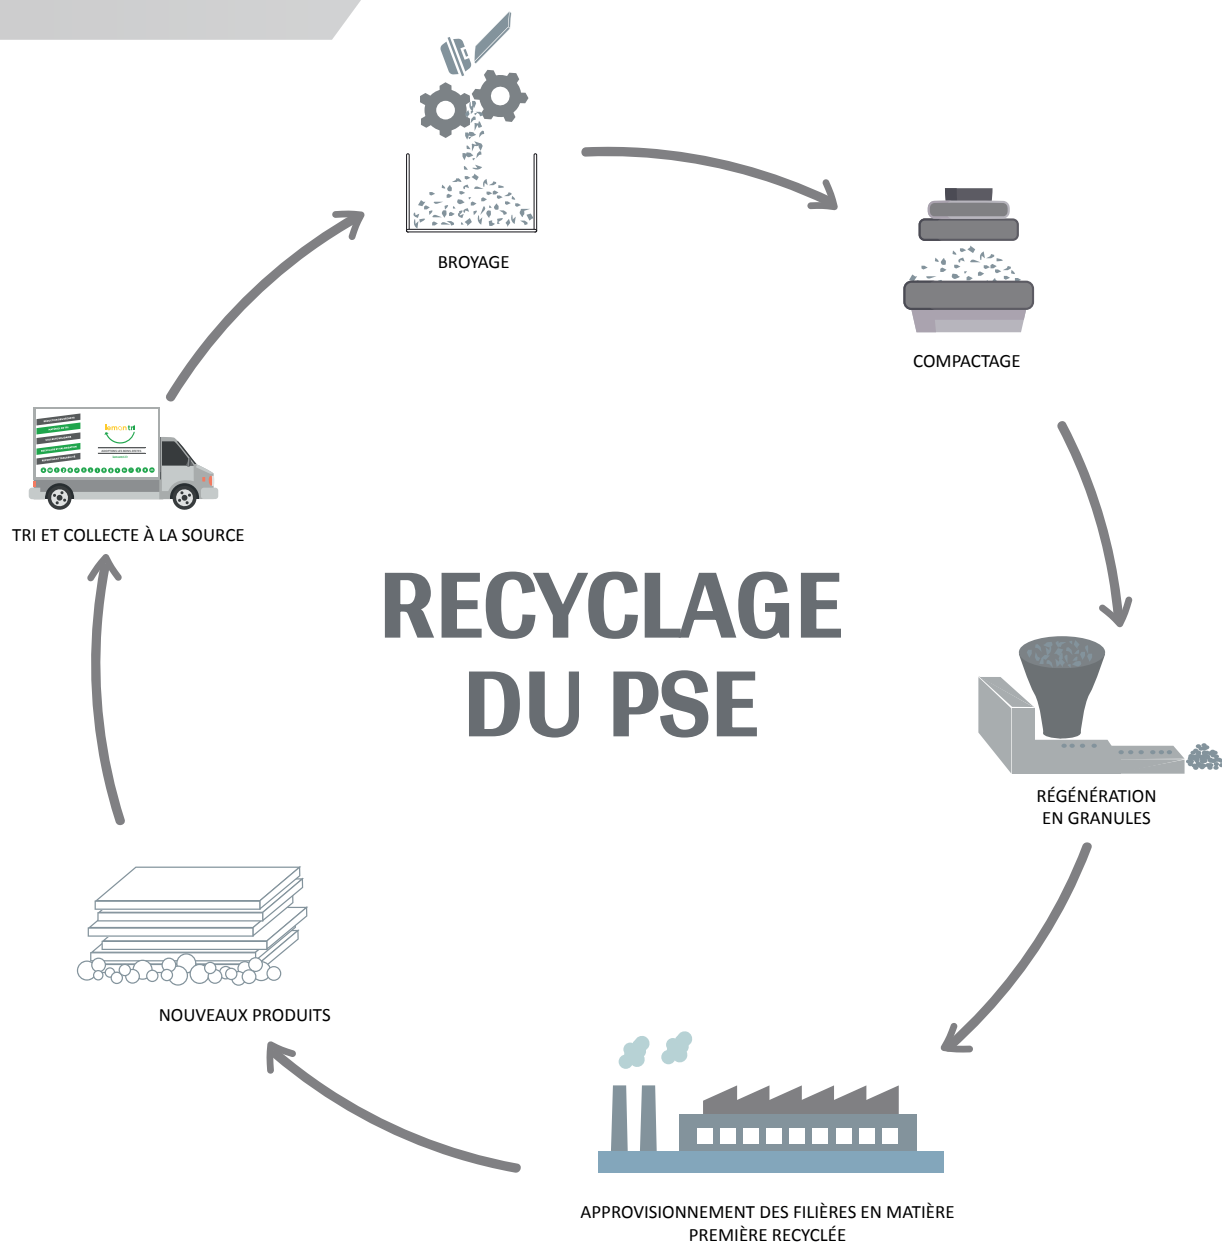 BROYAGE
COMPACTAGE
lemontri
TRI ET COLLECTE À LA SOURCE
RECYCLAGE
DU PSE
RÉGÉNÉRATION
EN GRANULES
NOUVEAUX PRODUITS
APPROVISIONNEMENT DES FILIÈRES EN MATIÈRE
PREMIÈRE RECYCLÉE